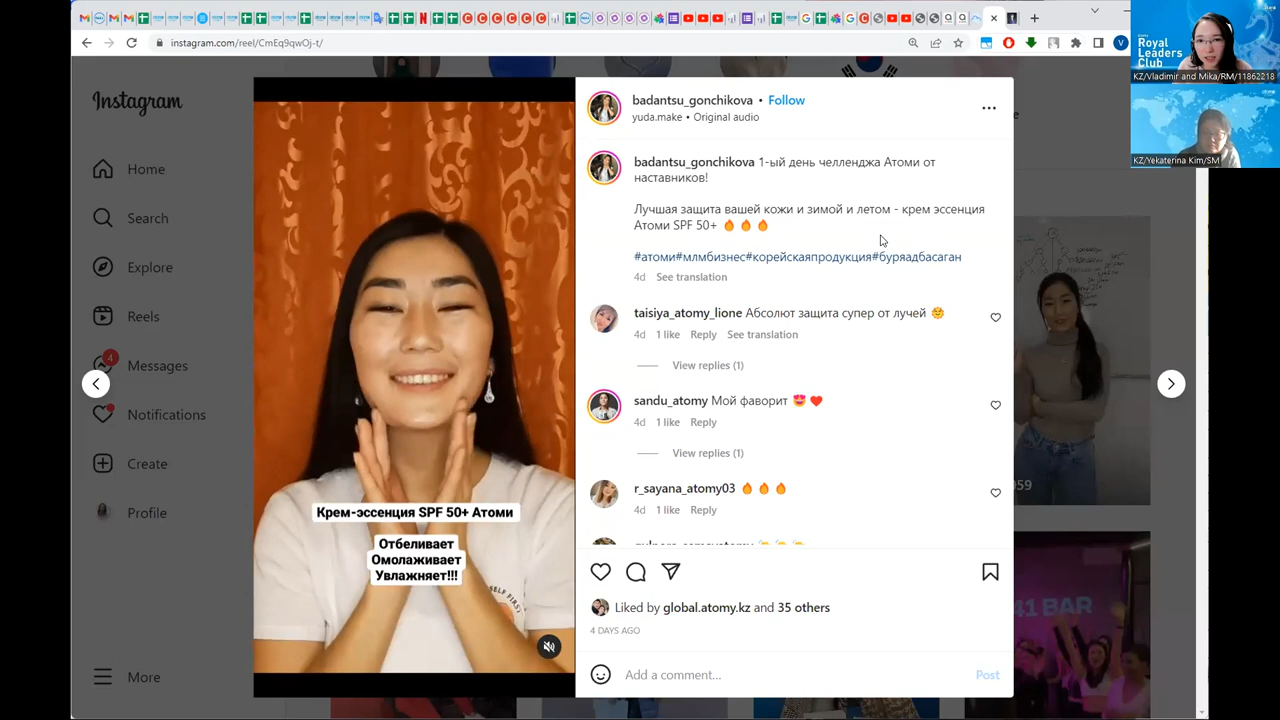 instagram.com/reel/CmEq9qwOj-t/
Royal
Leaders
Club
KZ/Vladimir and Mika/RM/11862218
KZ/Yekaterina Kim/SM
Instagram
Home
Search
Explore
Reels
4
Messages
Notifications
Create
Profile
More
Крем-эссенция SPF 50+ Атоми
Отбеливает
Омолаживает
Увлажняет!!!
badantsu_gonchikova • Follow
yuda.make • Original audio
badantsu_gonchikova 1-ый день челленджа Атоми от
наставников!
Лучшая защита вашей кожи и зимой и летом - крем эссенция
Атоми SPF 50+ 🔥 🔥 🔥
#атоми#млмбизнес#корейскаяпродукция#буряадбасаган
4d See translation
taisiya_atomy_lione Абсолют защита супер от лучей
4d 1 like Reply See translation
View replies (1)
sandu_atomy Мой фаворит 😍 ❤️
4d 1 like Reply
View replies (1)
r_sayana_atomy03 🔥 🔥 🔥
4d 1 like Reply
Liked by global.atomy.kz and 35 others
4 DAYS AGO
Add a comment...
Post
059
41 BAR